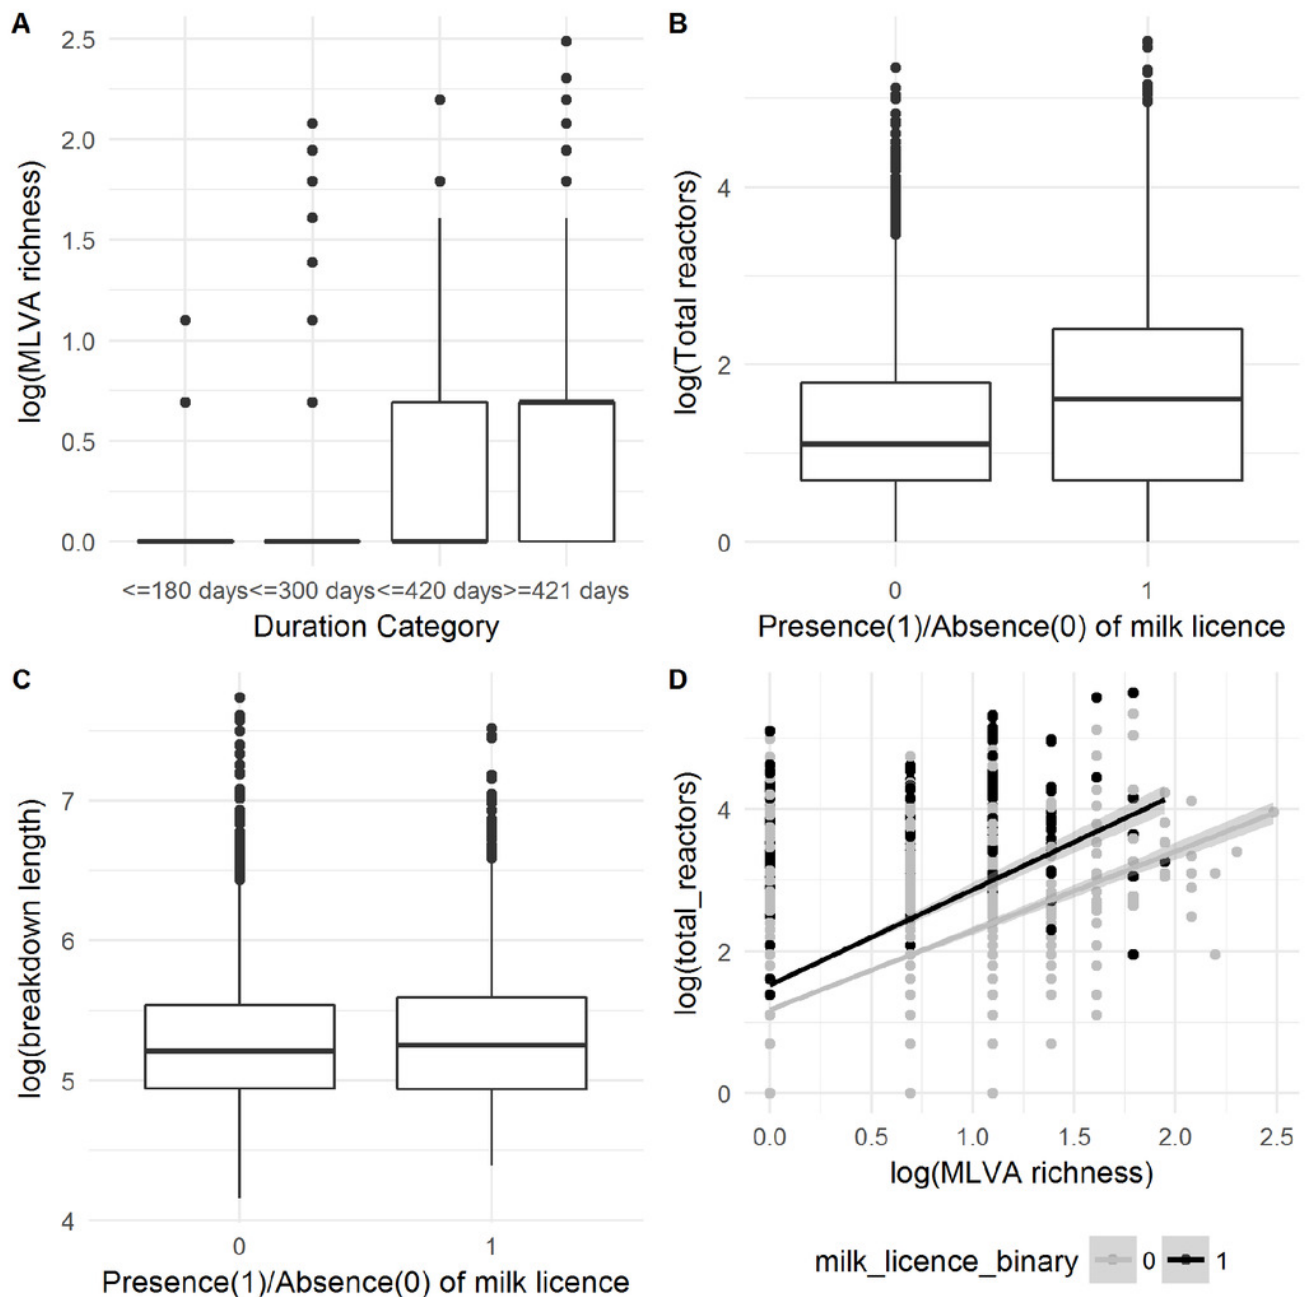 A
log(MLVA richness)
2.5
2.0
1.5
1.0
0.5
0.0
<=180 days<=300 days<=420 days>=421 days
Duration Category
B
log(Total reactors)
4
2
0
0 1
Presence(1)/Absence(0) of milk licence
C
log(breakdown length)
7
6
5
4
0 1
Presence(1)/Absence(0) of milk licence
D
log(total_reactors)
4
2
0
0.0 0.5 1.0 1.5 2.0 2.5
log(MLVA richness)
milk_licence_binary 0 1